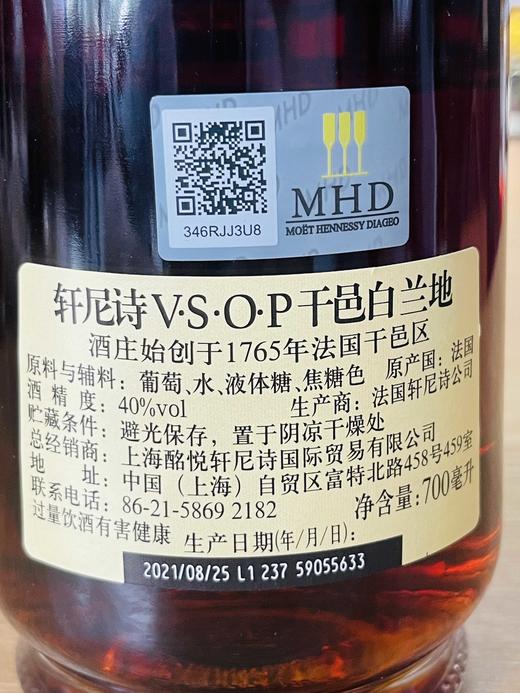 346RJJ3U8
MHD
MOËT HENNESSY DIAGEO
轩尼诗V·S·O·P干邑白兰地
酒庄始创于1765年法国干邑区
原料与辅料：葡萄、水、液体糖、焦糖色 原产国：法国
酒精度：40%vol 生产商：法国轩尼诗公司
贮藏条件：避光保存，置于阴凉干燥处
总经销商：上海酩悦轩尼诗国际贸易有限公司
地址：中国（上海）自贸区富特北路458号459室
联系电话：86-21-5869 2182 净含量：700毫升
过量饮酒有害健康 生产日期(年/月/日)：
2021/08/25 L1 237 59055633